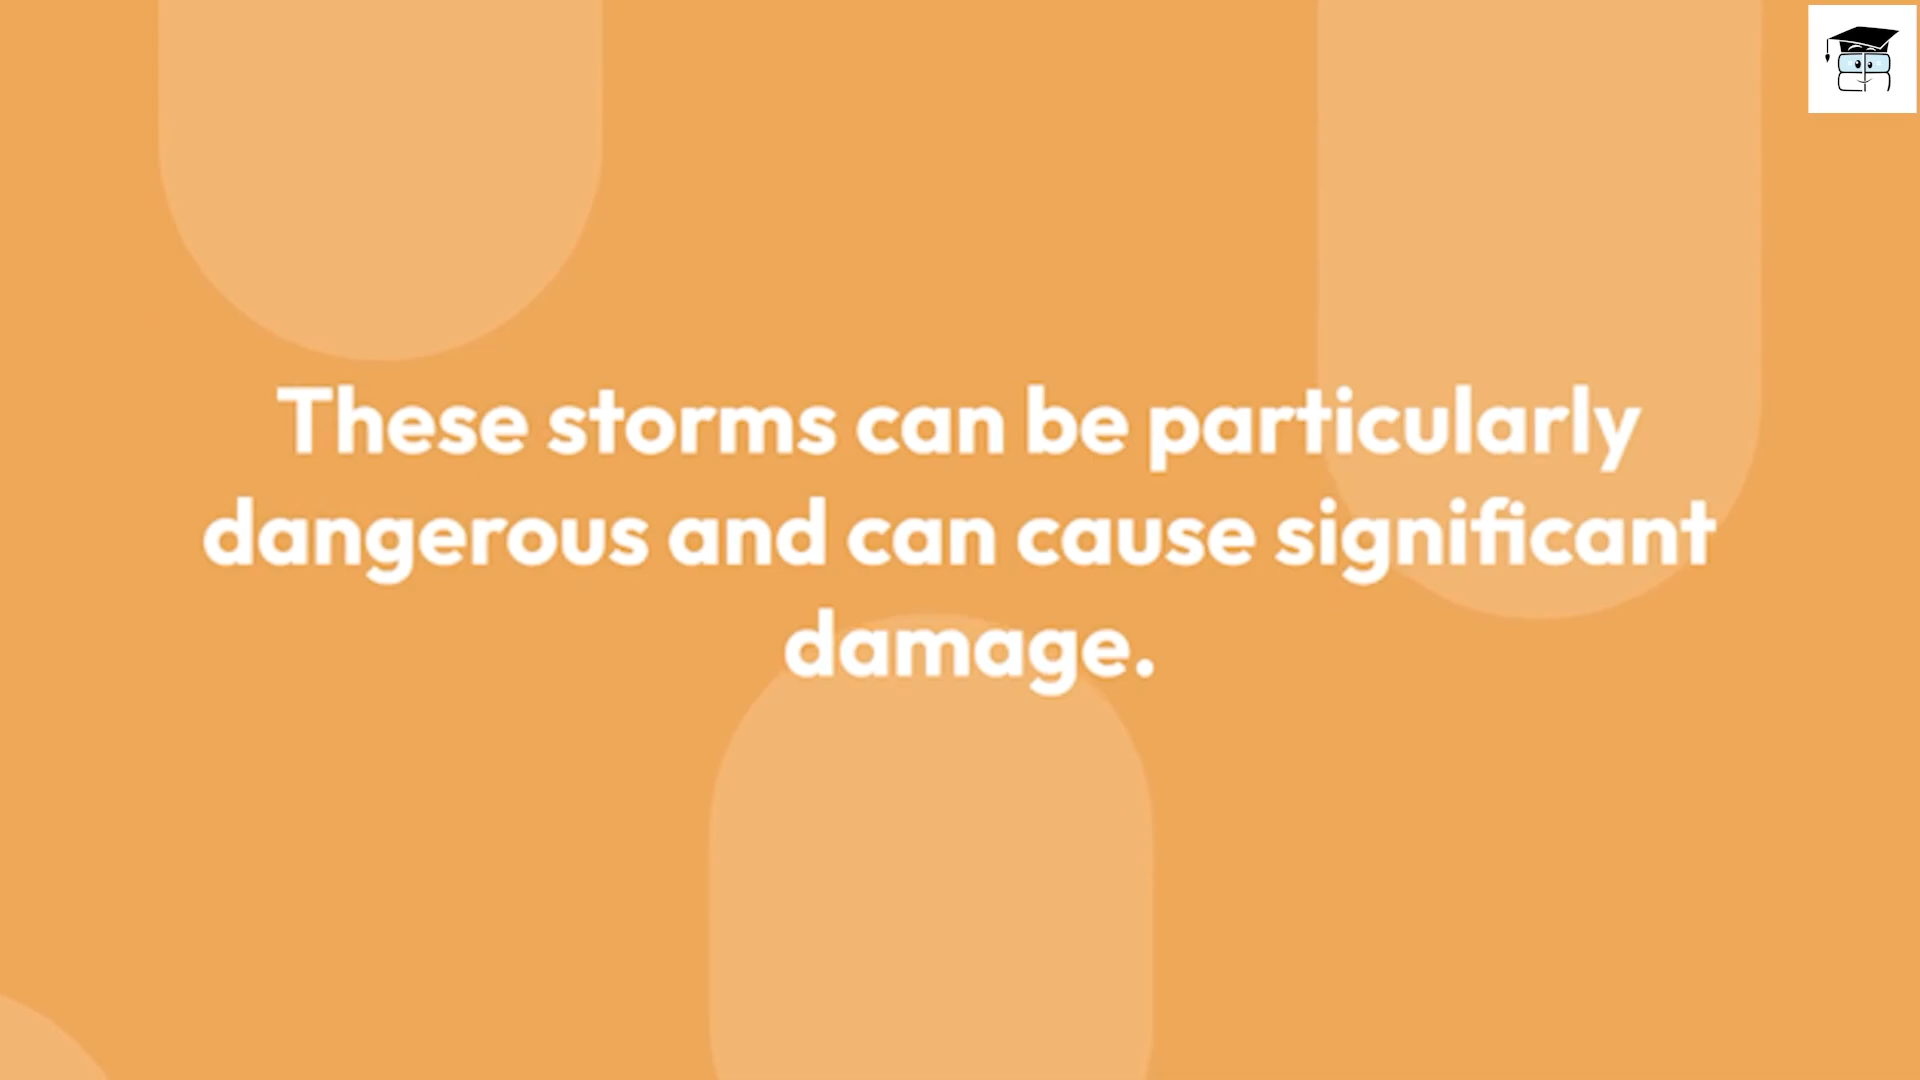 These storms can be particularly
dangerous and can cause significant
damage.